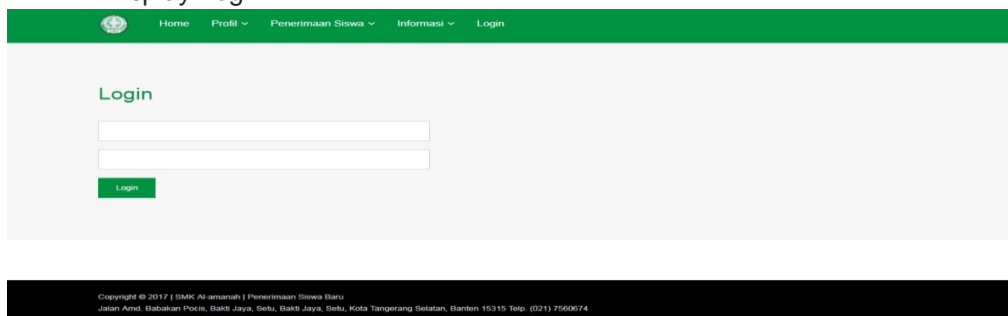 Home Profil Penerimaan Siswa Informasi Login
Login
Login
Copyright © 2017 | SMK Al-amanah | Penerimaan Siswa Baru
Jalan Amd. Babakan Pocis, Bakti Jaya, Setu, Bakti Jaya, Setu, Kota Tangerang Selatan, Banten 15315 Telp. (021) 7560674